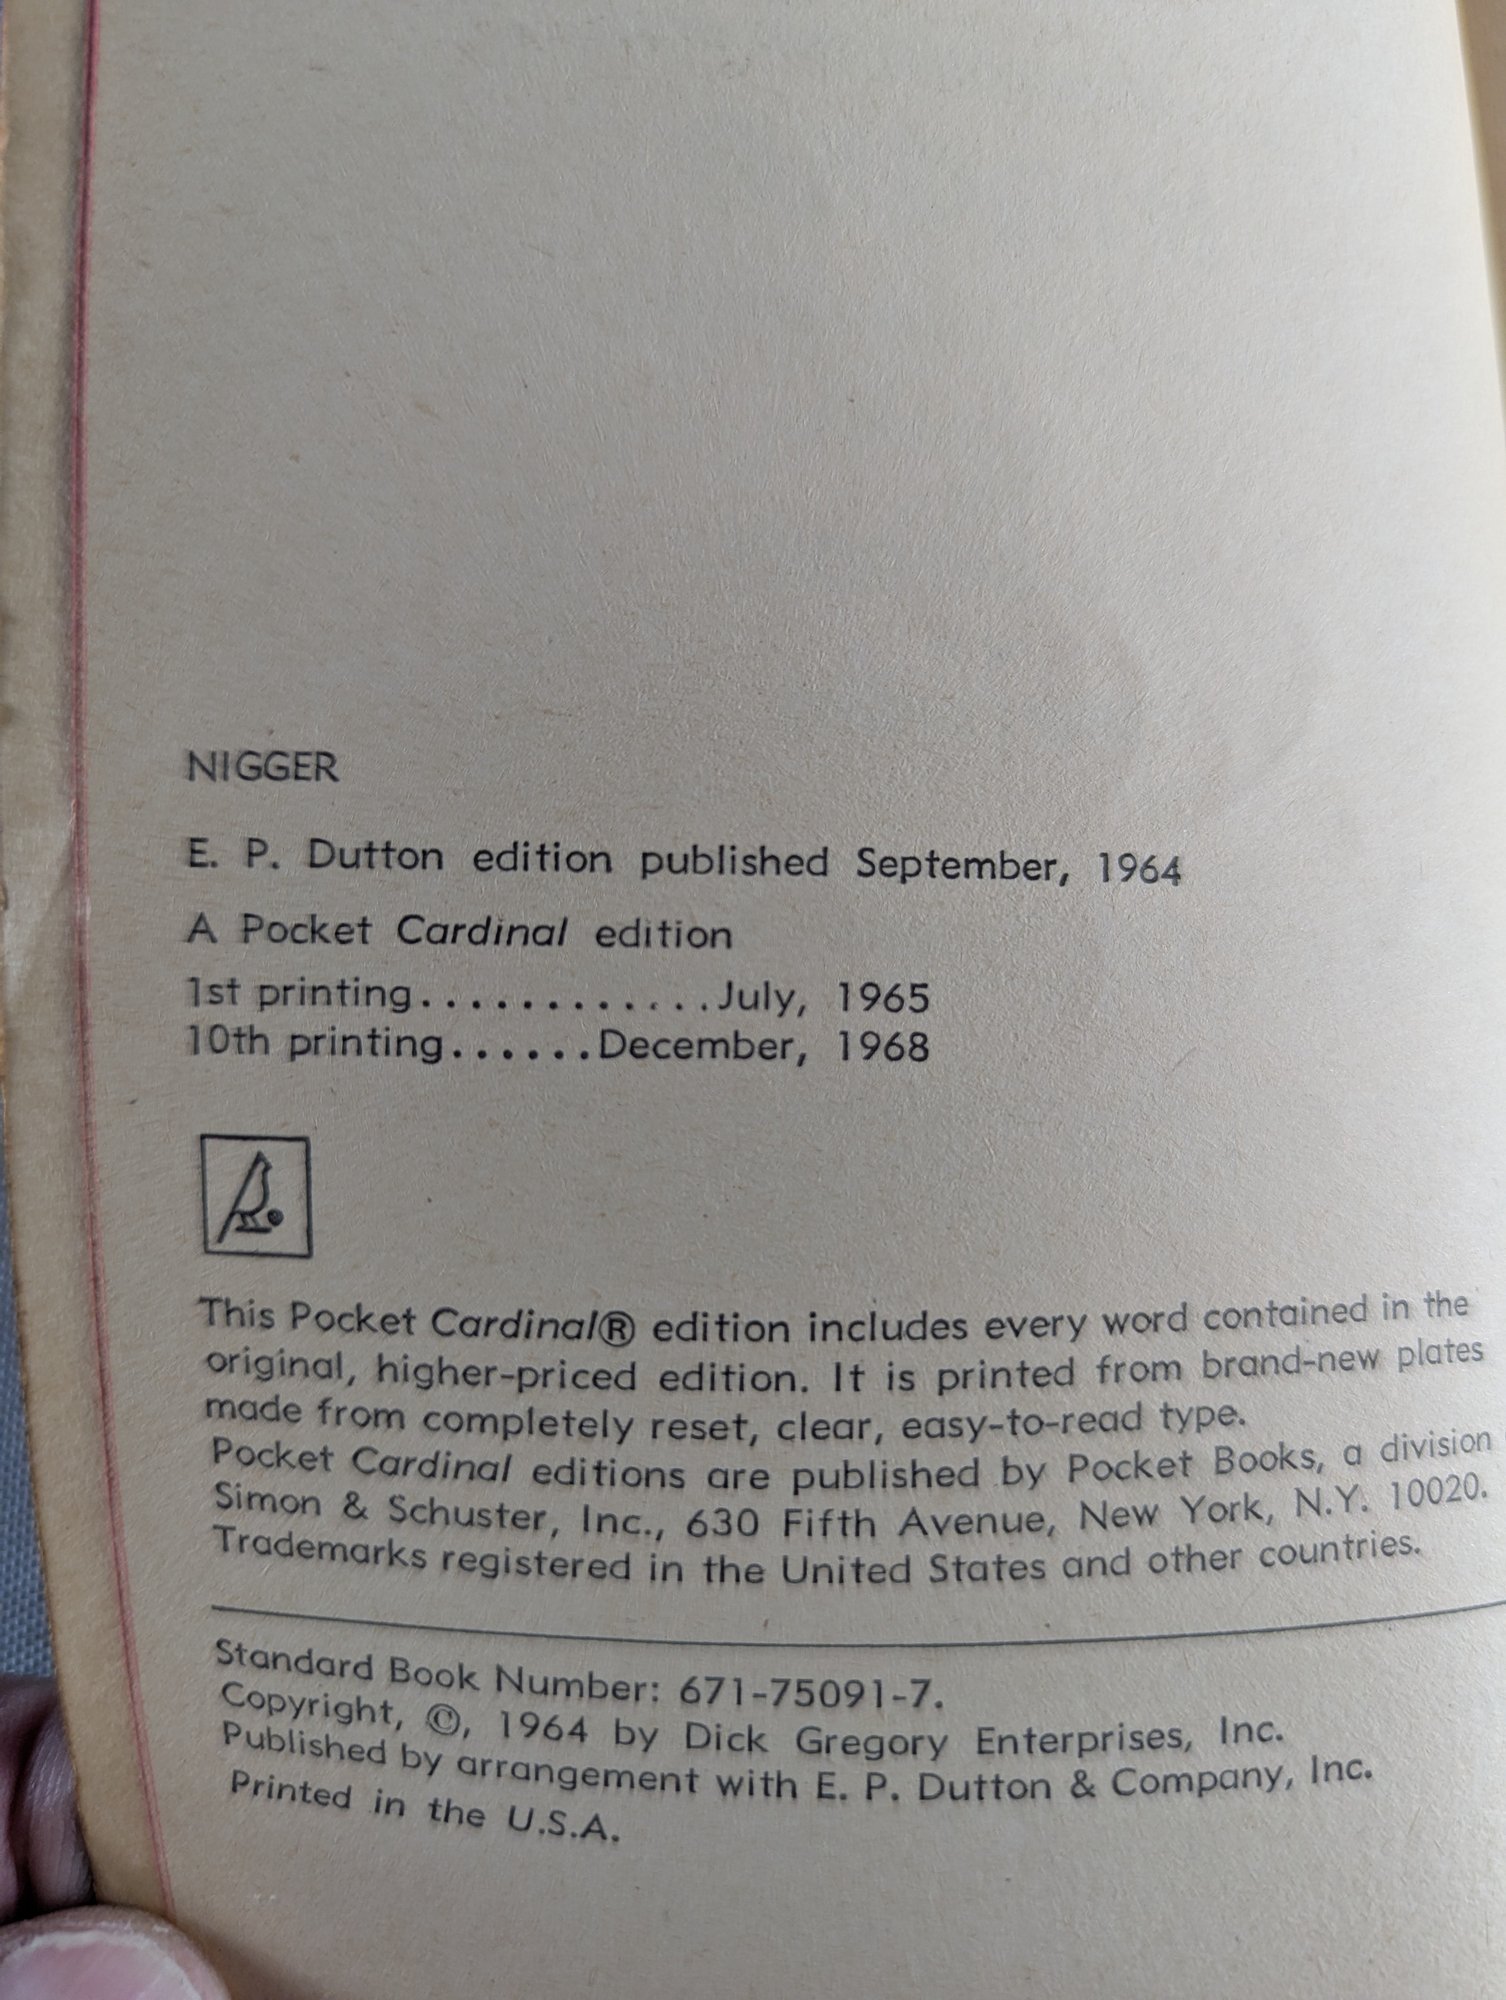 NIGGER
E. P. Dutton edition published September, 1964
A Pocket Cardinal edition
1st printing............July, 1965
10th printing......December, 1968
This Pocket Cardinal® edition includes every word contained in the
original, higher-priced edition. It is printed from brand-new plates
made from completely reset, clear, easy-to-read type.
Pocket Cardinal editions are published by Pocket Books, a division
Simon & Schuster, Inc., 630 Fifth Avenue, New York, N.Y. 10020.
Trademarks registered in the United States and other countries.
Standard Book Number: 671-75091-7.
Copyright, ©, 1964 by Dick Gregory Enterprises, Inc.
Published by arrangement with E. P. Dutton & Company, Inc.
Printed in the U.S.A.